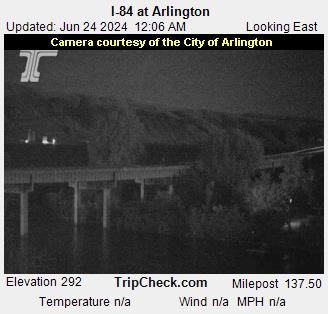 I-84 at Arlington
Updated: Jun 24 2024 12:06 AM Looking East
Camera courtesy of the City of Arlington
Elevation 292 TripCheck.com Milepost 137.50
Temperature n/a Wind n/a MPH n/a